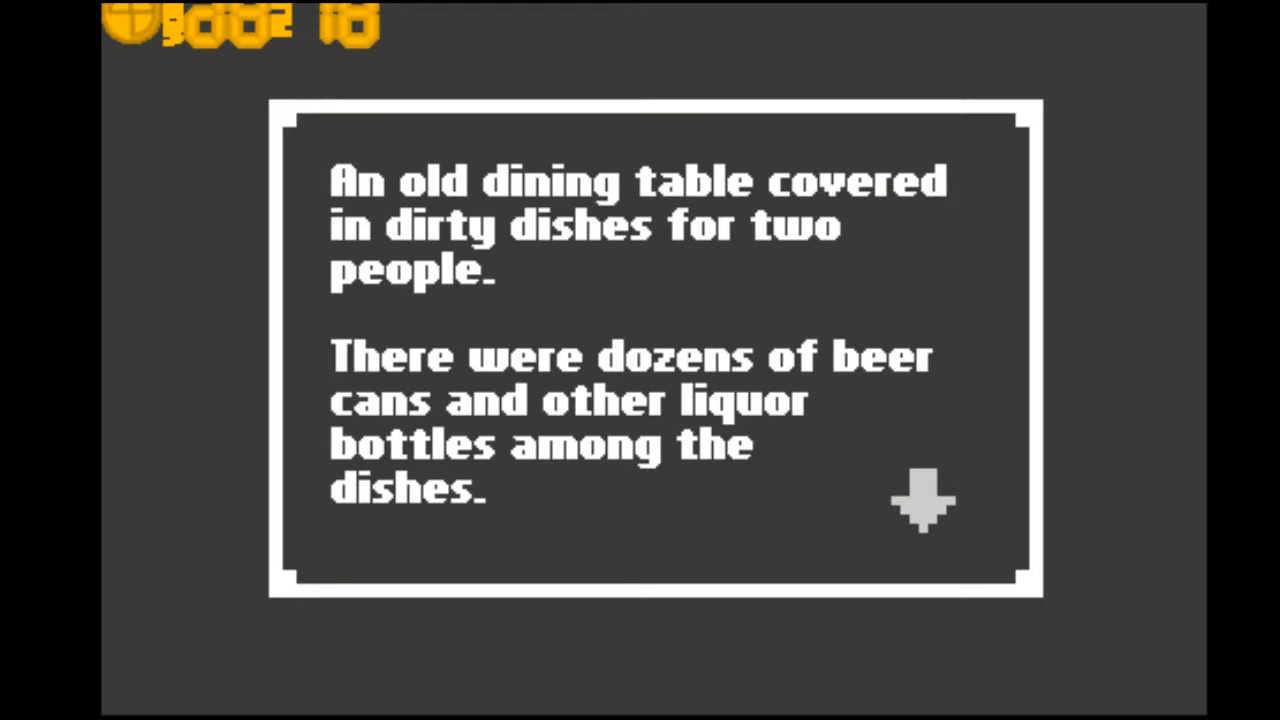 An old dining table covered
in dirty dishes for two
people.
There were dozens of beer
cans and other liquor
bottles among the
dishes.